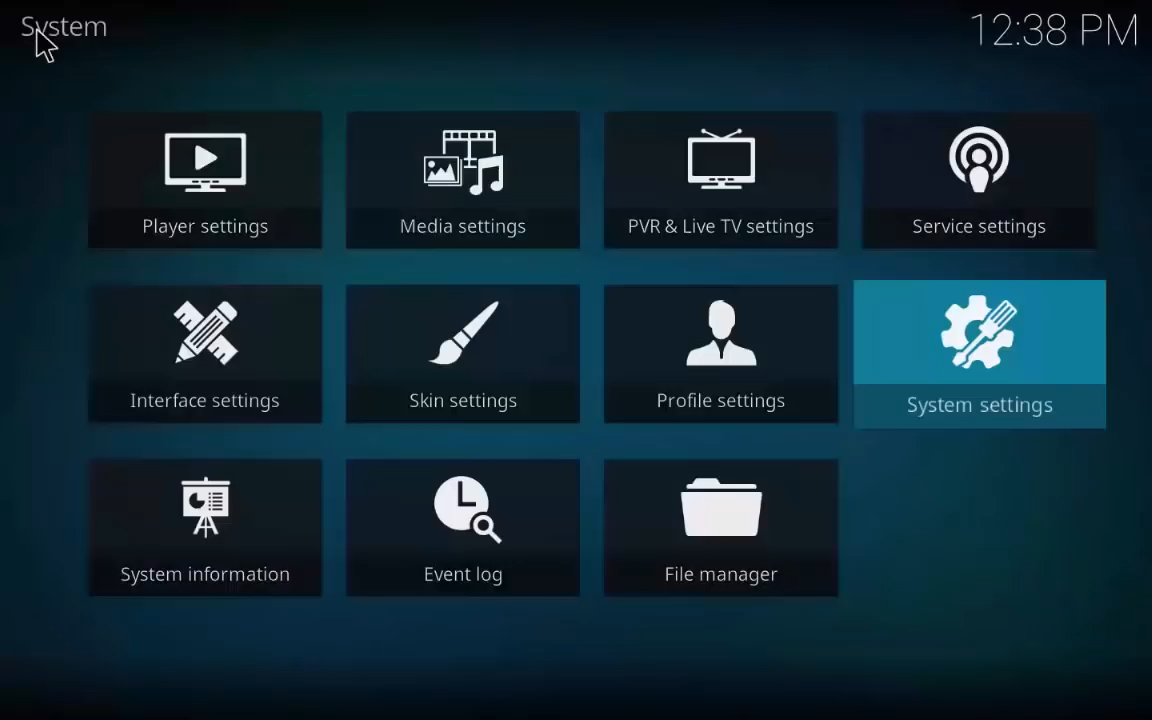 System
12:38 PM
Player settings
Media settings
PVR & Live TV settings
Service settings
Interface settings
Skin settings
Profile settings
System settings
System information
Event log
File manager